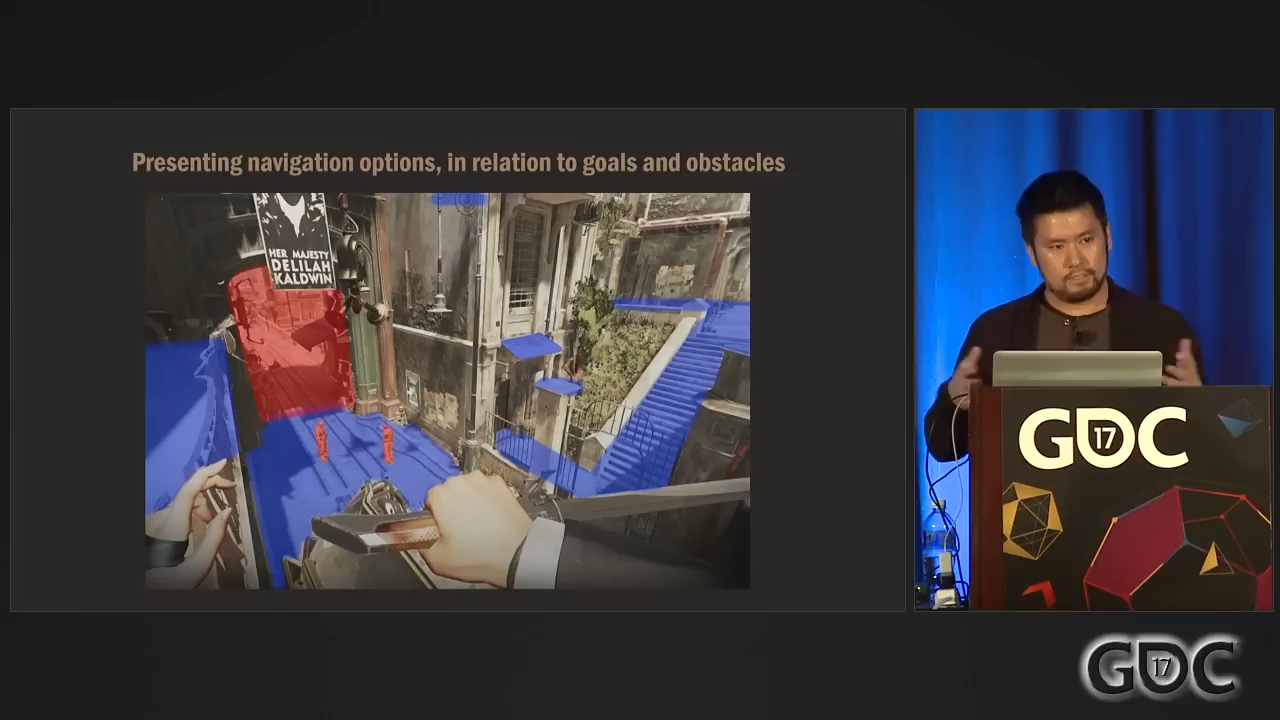 Presenting navigation options, in relation to goals and obstacles
HER MAJESTY
DELILAH
KALDWIN
GDC
17
GDC
17